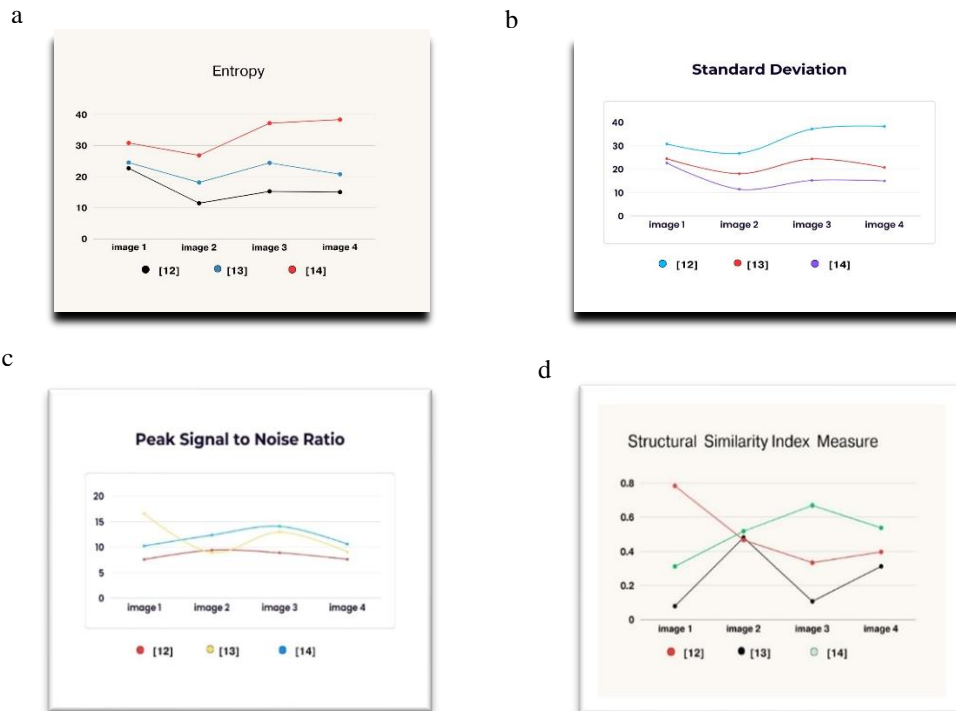 a
Entropy
40
30
20
10
0
image 1 image 2 image 3 image 4
[12] [13] [14]
b
Standard Deviation
40
30
20
10
0
image 1 image 2 image 3 image 4
[12] [13] [14]
c
Peak Signal to Noise Ratio
20
15
10
5
0
image 1 image 2 image 3 image 4
[12] [13] [14]
d
Structural Similarity Index Measure
0.8
0.6
0.4
0.2
0
image 1 image 2 image 3 image 4
[12] [13] [14]